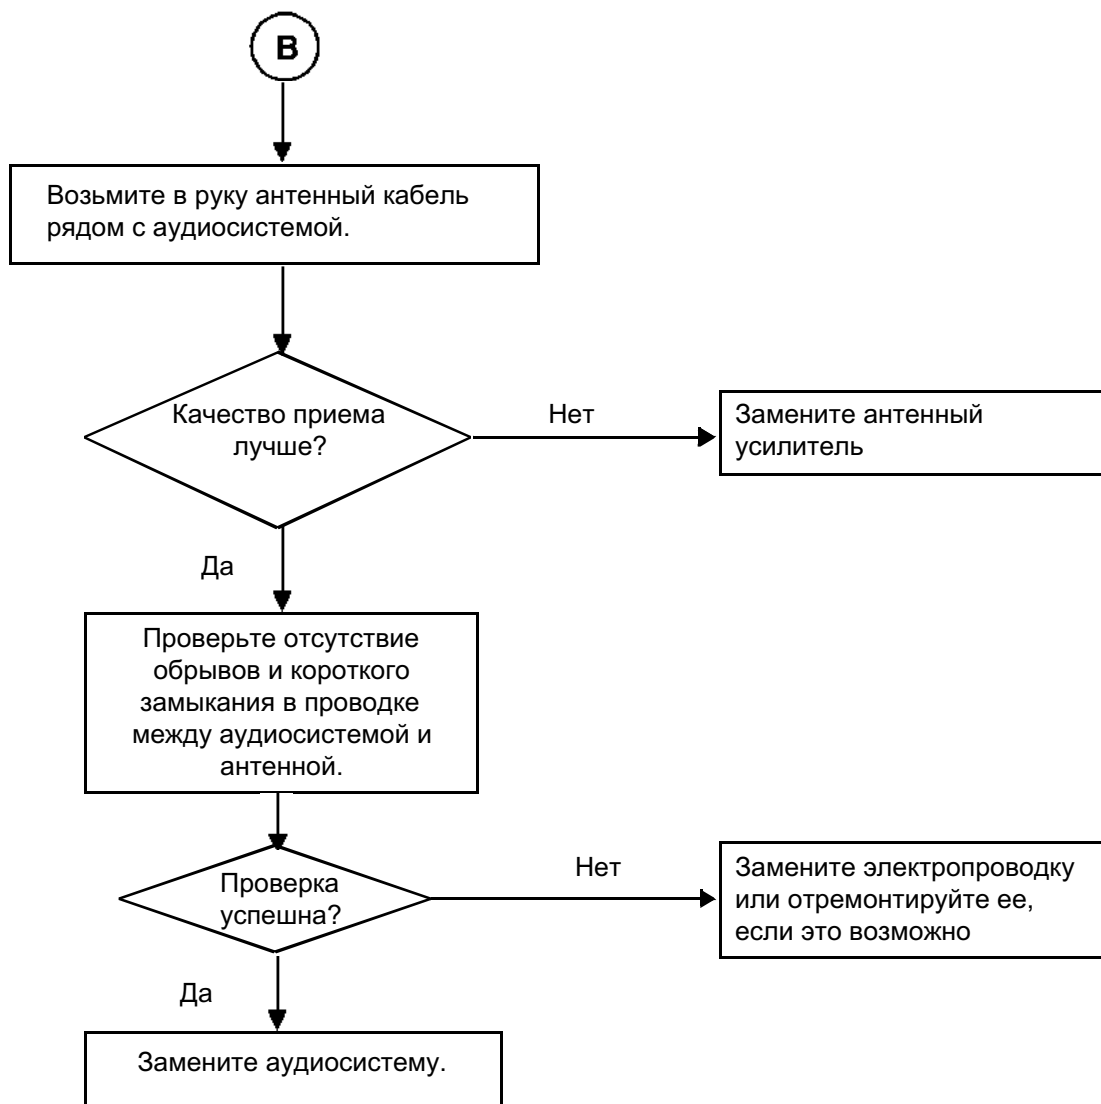 B
Возьмите в руку антенный кабель
рядом с аудиосистемой.
Качество приема
лучше?
Нет
Замените антенный
усилитель
Да
Проверьте отсутствие
обрывов и короткого
замыкания в проводке
между аудиосистемой и
антенной.
Проверка
успешна?
Нет
Замените электропроводку
или отремонтируйте ее,
если это возможно
Да
Замените аудиосистему.